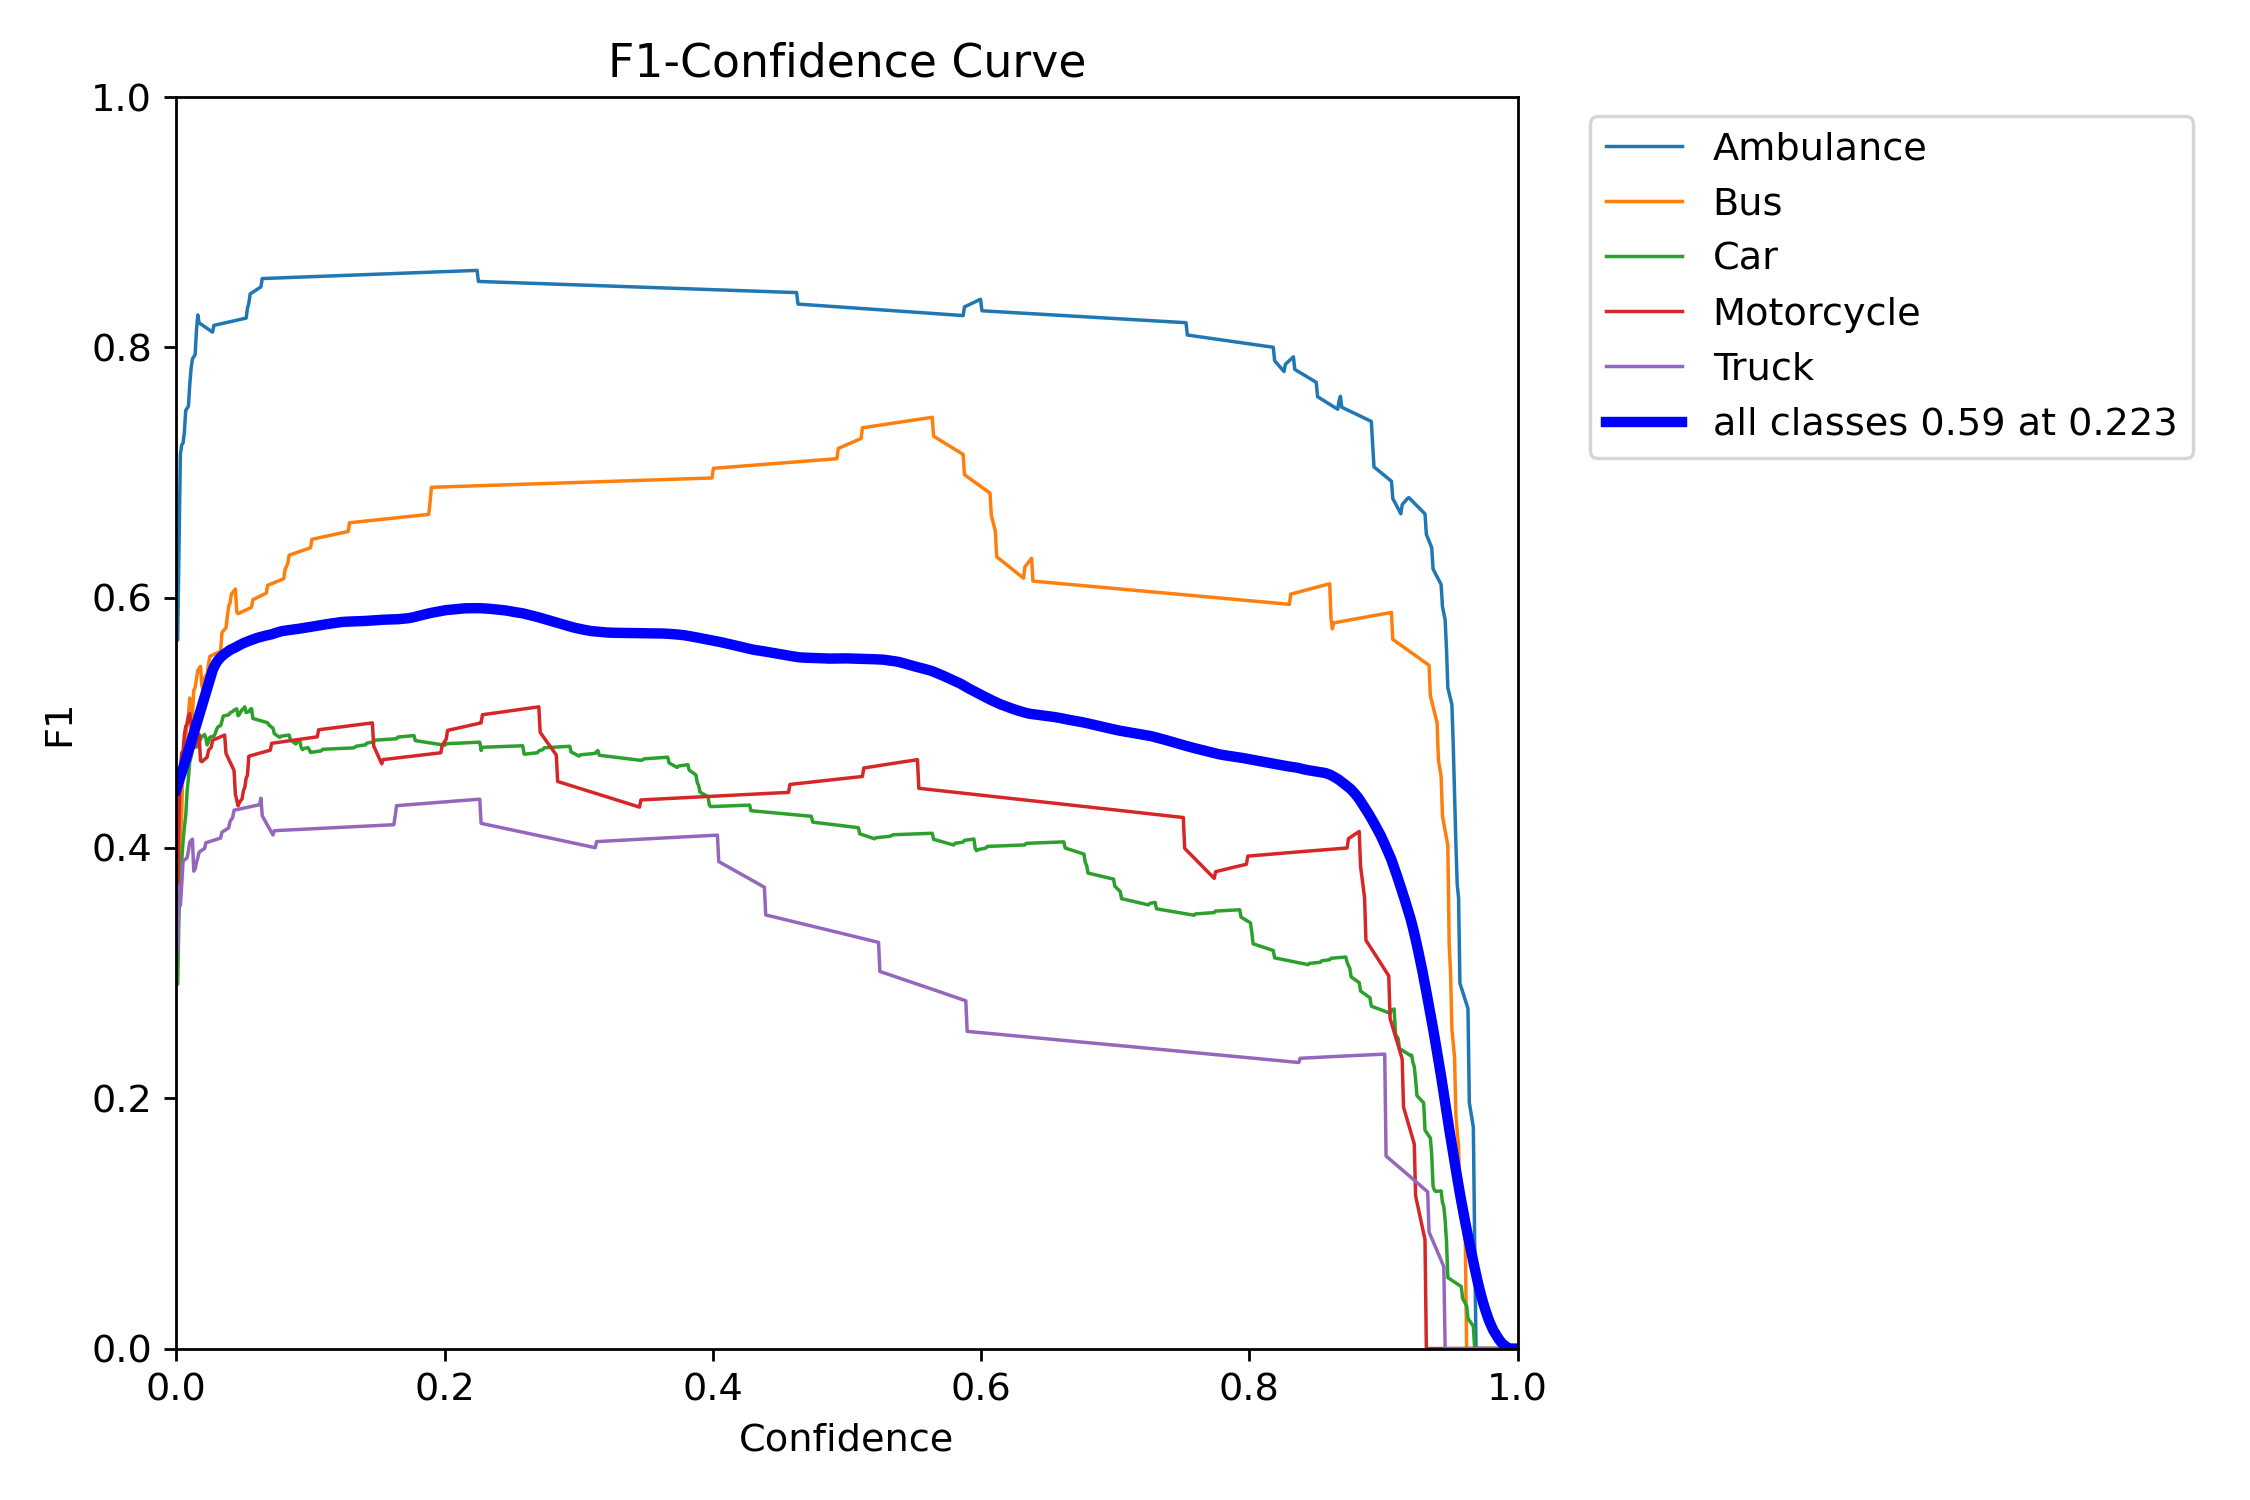 F1-Confidence Curve
1.0
0.8
0.6
0.4
0.2
0.0
F1
0.0 0.2 0.4 0.6 0.8 1.0
Confidence
Ambulance
Bus
Car
Motorcycle
Truck
all classes 0.59 at 0.223